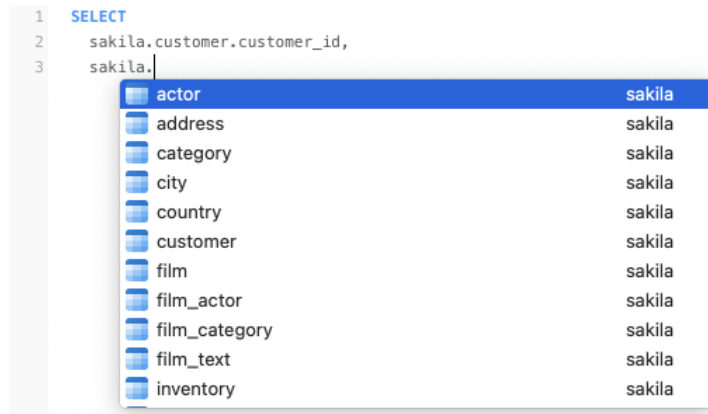 1 SELECT
2 sakila.customer.customer_id,
3 sakila.
actor sakila
address sakila
category sakila
city sakila
country sakila
customer sakila
film sakila
film_actor sakila
film_category sakila
film_text sakila
inventory sakila